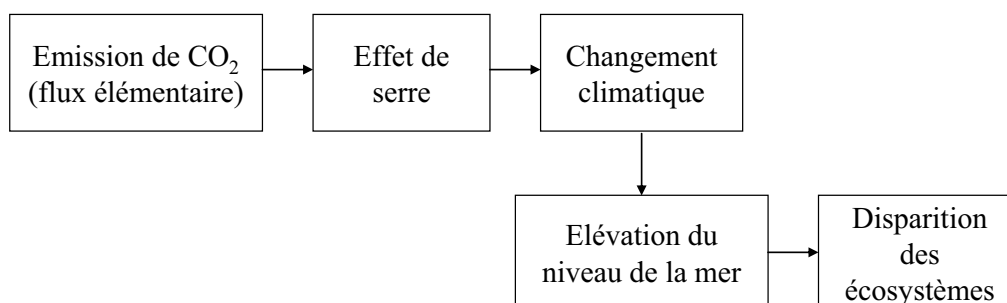 Emission de CO₂
(flux élémentaire)
Effet de
serre
Changement
climatique
Elévation du
niveau de la mer
Disparition
des
écosystèmes